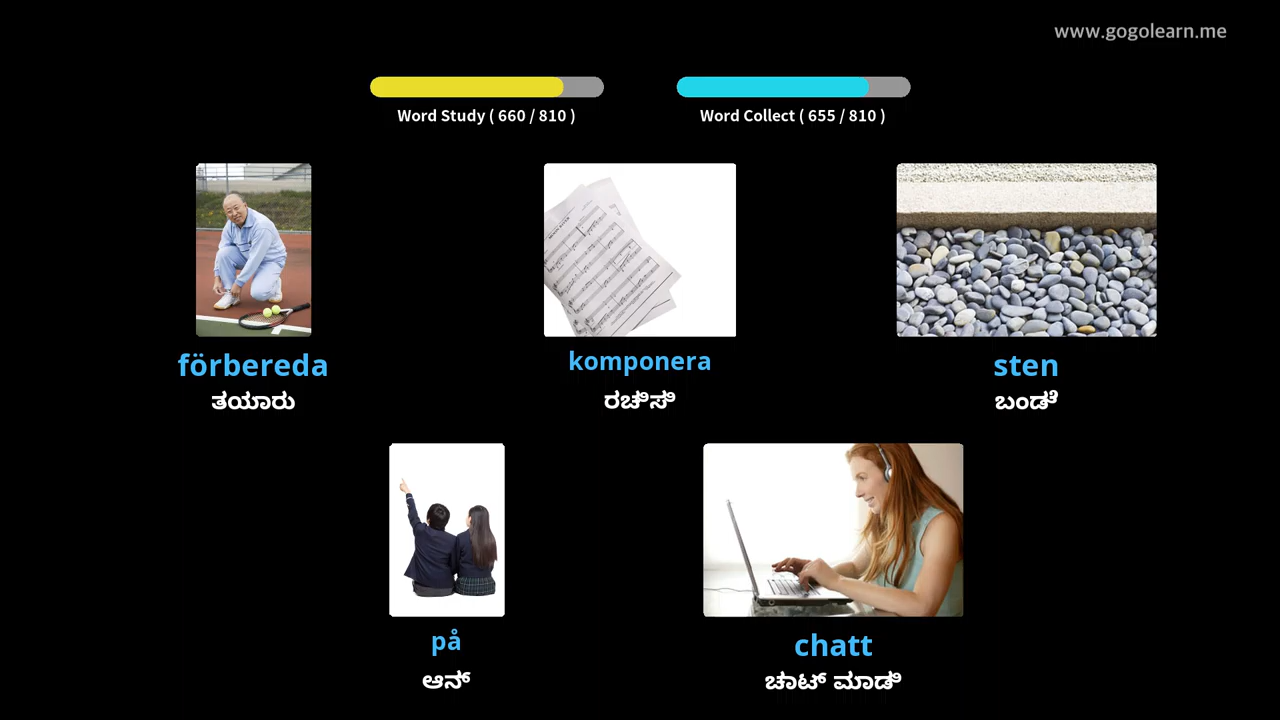 www.gogolearn.me
Word Study ( 660 / 810 )
Word Collect ( 655 / 810 )
förbereda
ತಯಾರು
komponera
ರಚಿಸಿ
sten
ಬಂಡೆ
på
ಆನ್
chatt
ಚಾಟ್ ಮಾಡಿ